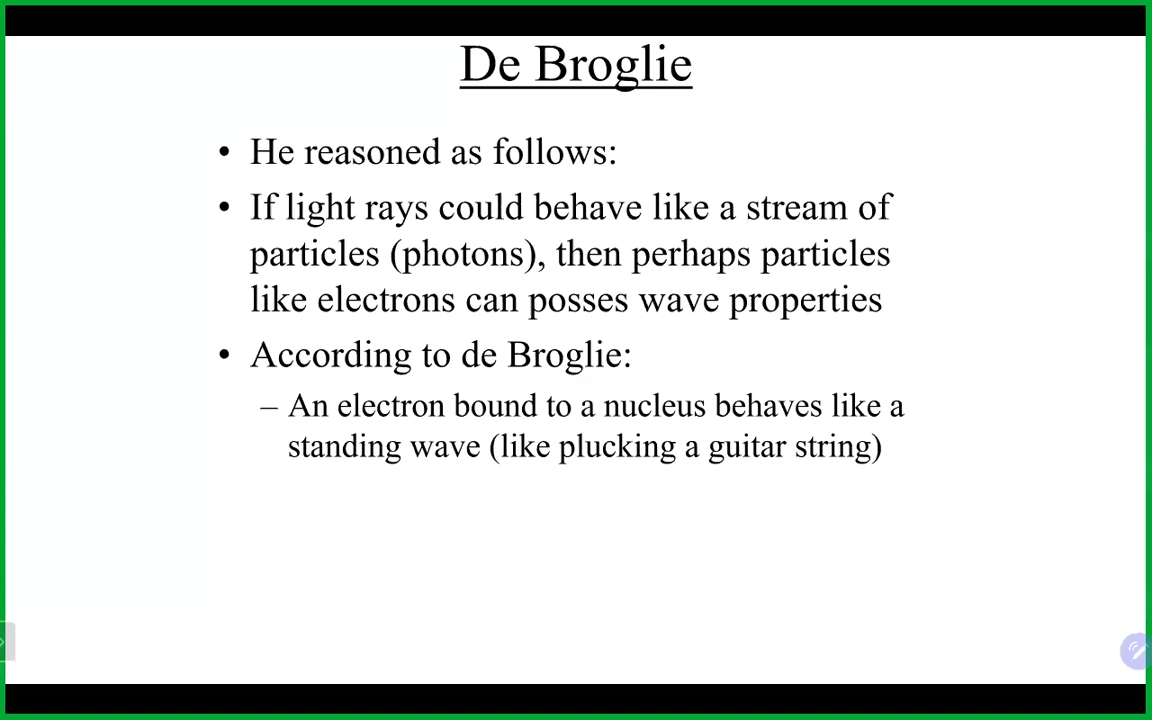 De Broglie
• He reasoned as follows:
• If light rays could behave like a stream of
particles (photons), then perhaps particles
like electrons can posses wave properties
• According to de Broglie:
– An electron bound to a nucleus behaves like a
standing wave (like plucking a guitar string)